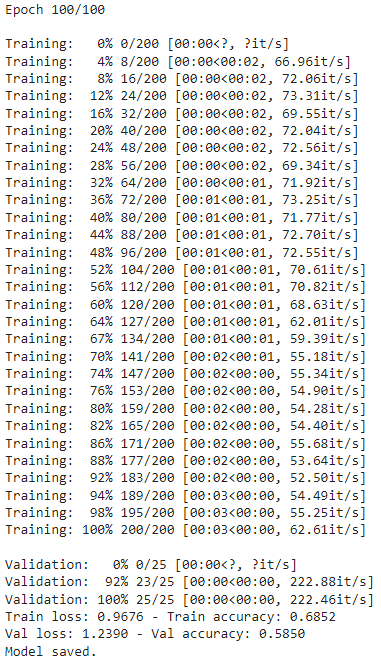 Epoch 100/100

Training:   0% 0/200 [00:00<?, ?it/s]
Training:   4% 8/200 [00:00<00:02, 66.96it/s]
Training:   8% 16/200 [00:00<00:02, 72.06it/s]
Training:  12% 24/200 [00:00<00:02, 73.31it/s]
Training:  16% 32/200 [00:00<00:02, 69.55it/s]
Training:  20% 40/200 [00:00<00:02, 72.04it/s]
Training:  24% 48/200 [00:00<00:02, 72.56it/s]
Training:  28% 56/200 [00:00<00:02, 69.34it/s]
Training:  32% 64/200 [00:00<00:01, 71.92it/s]
Training:  36% 72/200 [00:01<00:01, 73.25it/s]
Training:  40% 80/200 [00:01<00:01, 71.77it/s]
Training:  44% 88/200 [00:01<00:01, 72.70it/s]
Training:  48% 96/200 [00:01<00:01, 72.55it/s]
Training:  52% 104/200 [00:01<00:01, 70.61it/s]
Training:  56% 112/200 [00:01<00:01, 70.82it/s]
Training:  60% 120/200 [00:01<00:01, 68.63it/s]
Training:  64% 127/200 [00:01<00:01, 62.01it/s]
Training:  67% 134/200 [00:01<00:01, 59.39it/s]
Training:  70% 141/200 [00:02<00:01, 55.18it/s]
Training:  74% 147/200 [00:02<00:00, 55.34it/s]
Training:  76% 153/200 [00:02<00:00, 54.90it/s]
Training:  80% 159/200 [00:02<00:00, 54.28it/s]
Training:  82% 165/200 [00:02<00:00, 54.40it/s]
Training:  86% 171/200 [00:02<00:00, 55.68it/s]
Training:  88% 177/200 [00:02<00:00, 53.64it/s]
Training:  92% 183/200 [00:02<00:00, 52.50it/s]
Training:  94% 189/200 [00:03<00:00, 54.49it/s]
Training:  98% 195/200 [00:03<00:00, 55.25it/s]
Training: 100% 200/200 [00:03<00:00, 62.61it/s]

Validation:   0% 0/25 [00:00<?, ?it/s]
Validation:  92% 23/25 [00:00<00:00, 222.88it/s]
Validation: 100% 25/25 [00:00<00:00, 222.46it/s]
Train loss: 0.9676 - Train accuracy: 0.6852
Val loss: 1.2390 - Val accuracy: 0.5850
Model saved.